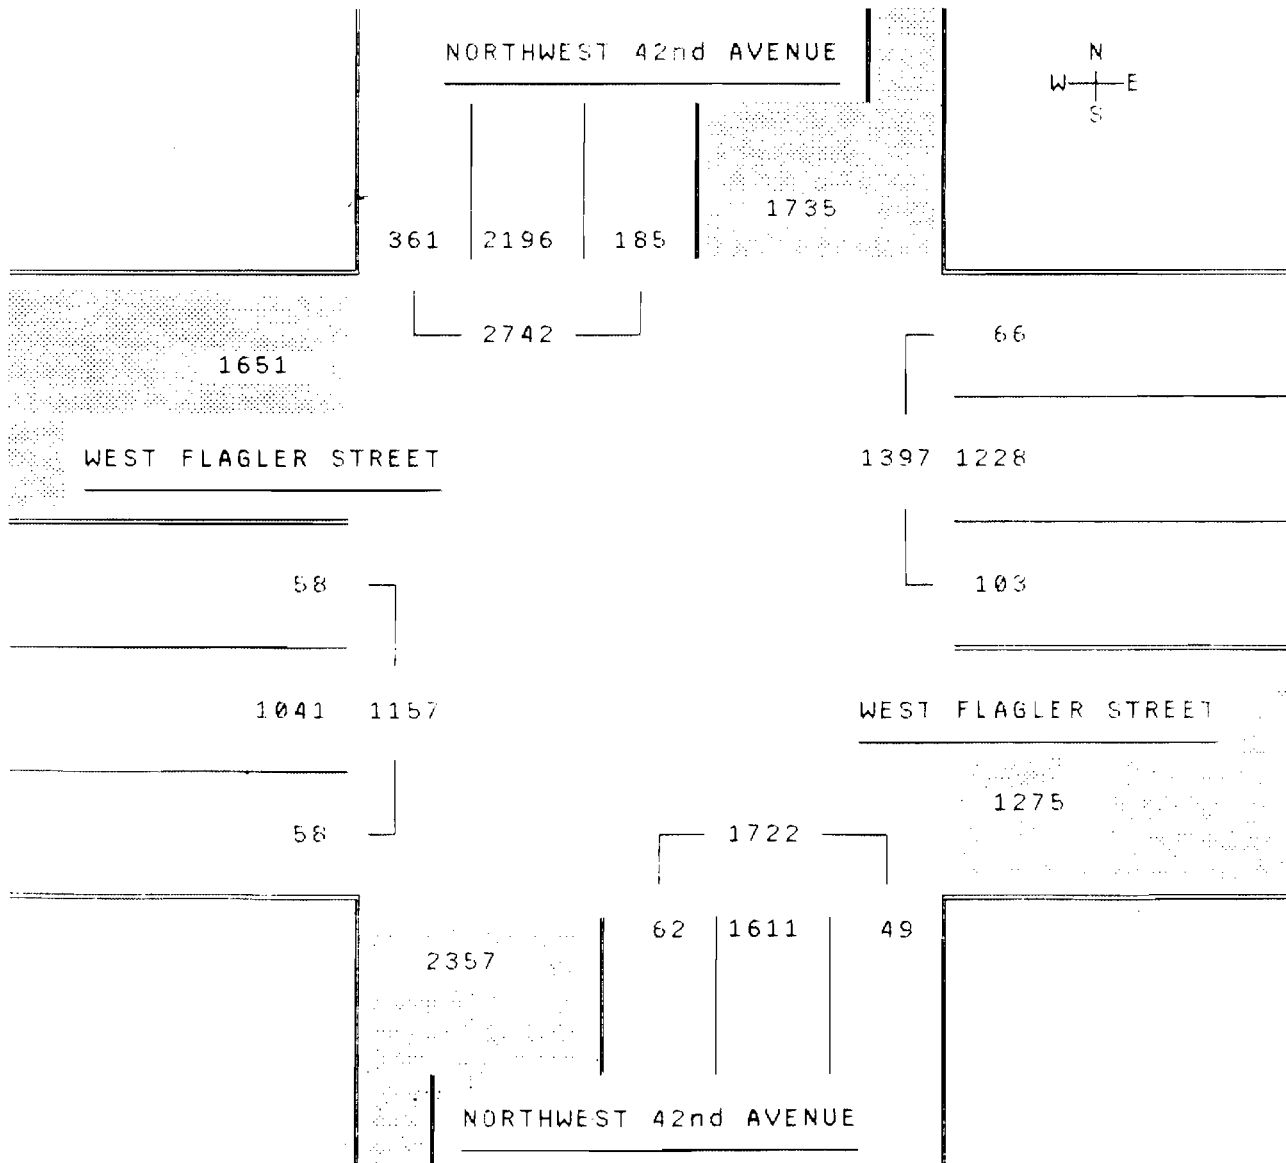 NORTHWEST 42nd AVENUE
N
W E
S
1735
361 2196 185
2742
66
1651
WEST FLAGLER STREET
1397 1228
58
103
1041 1157
WEST FLAGLER STREET
1275
58
1722
62 1611 49
2357
NORTHWEST 42nd AVENUE